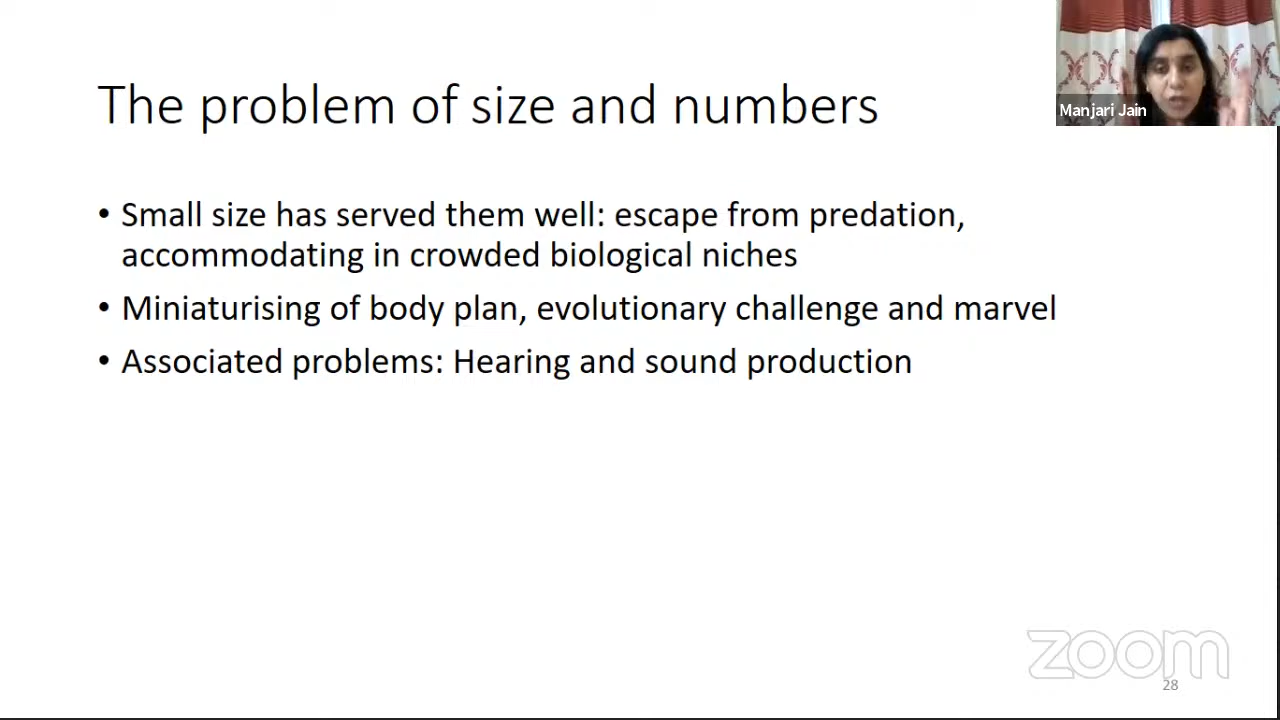 The problem of size and numbers
Manjari Jain
• Small size has served them well: escape from predation,
accommodating in crowded biological niches
• Miniaturising of body plan, evolutionary challenge and marvel
• Associated problems: Hearing and sound production
zoom
28